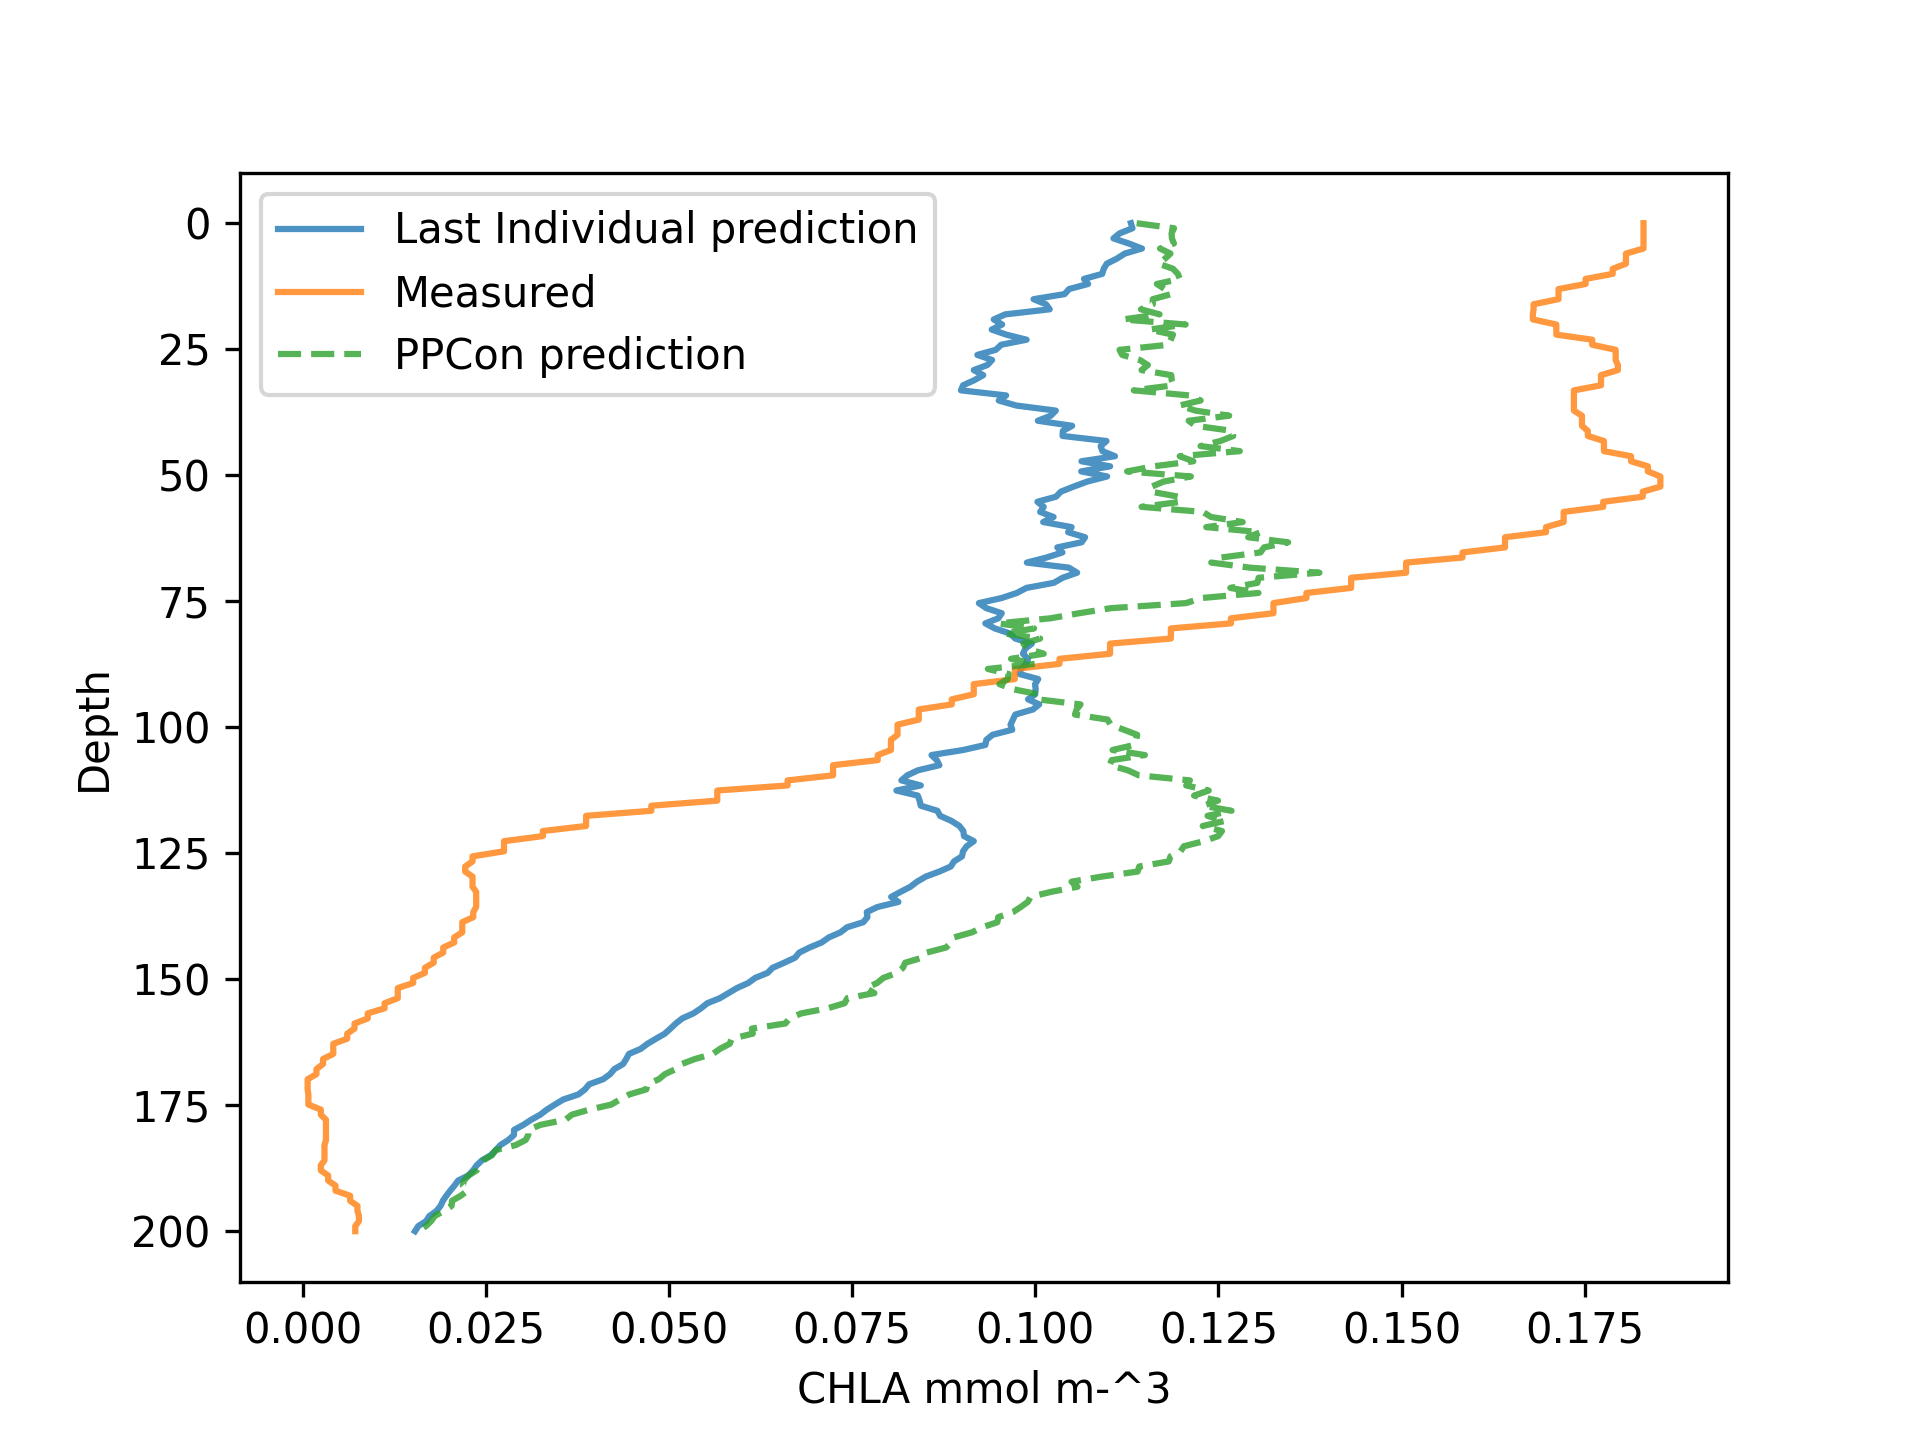 Last Individual prediction
Measured
PPCon prediction
Depth
0
25
50
75
100
125
150
175
200
0.000 0.025 0.050 0.075 0.100 0.125 0.150 0.175
CHLA mmol m-^3